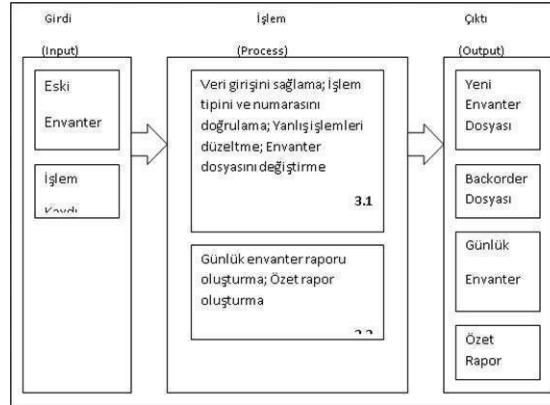 Girdi
(Input)
İşlem
(Process)
Çıktı
(Output)
Eski
Envanter
İşlem
Kaydı
Veri girişini sağlama; İşlem
tipini ve numarasını
doğrulama; Yanlış işlemleri
düzeltme; Envanter
dosyasını değiştirme
3.1
Günlük envanter raporu
oluşturma; Özet rapor
oluşturma
Yeni
Envanter
Dosyası
Backorder
Dosyası
Günlük
Envanter
Özet
Rapor